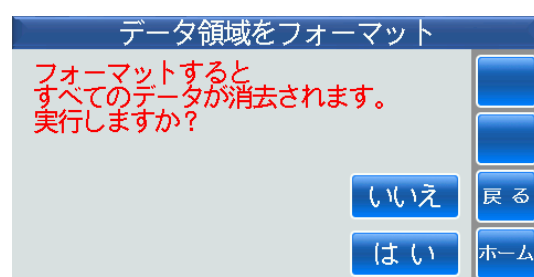 データ領域をフォーマット
フォーマットすると
すべてのデータが消去されます。
実行しますか？
いいえ
戻る
はい
ホーム